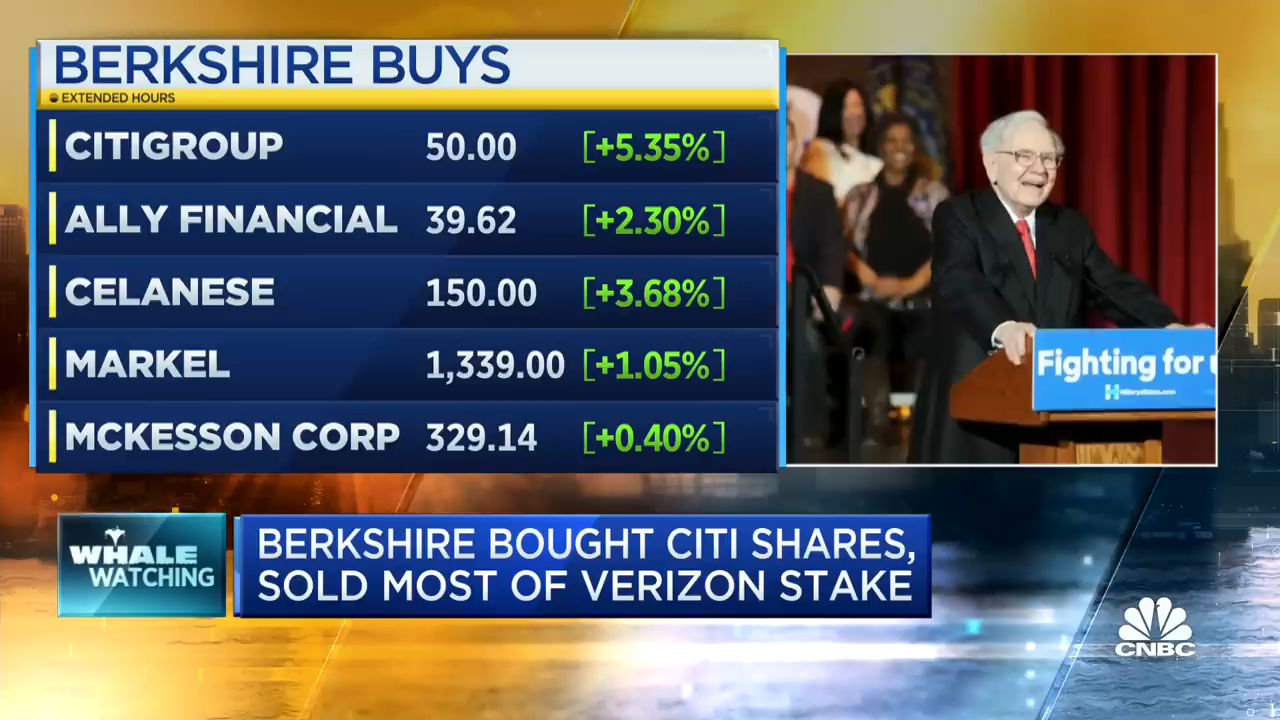 BERKSHIRE BUYS
EXTENDED HOURS
CITIGROUP 50.00 [+5.35%]
ALLY FINANCIAL 39.62 [+2.30%]
CELANESE 150.00 [+3.68%]
MARKEL 1,339.00 [+1.05%]
MCKESSON CORP 329.14 [+0.40%]
Fighting for
WHALE
WATCHING
BERKSHIRE BOUGHT CITI SHARES,
SOLD MOST OF VERIZON STAKE
CNBC